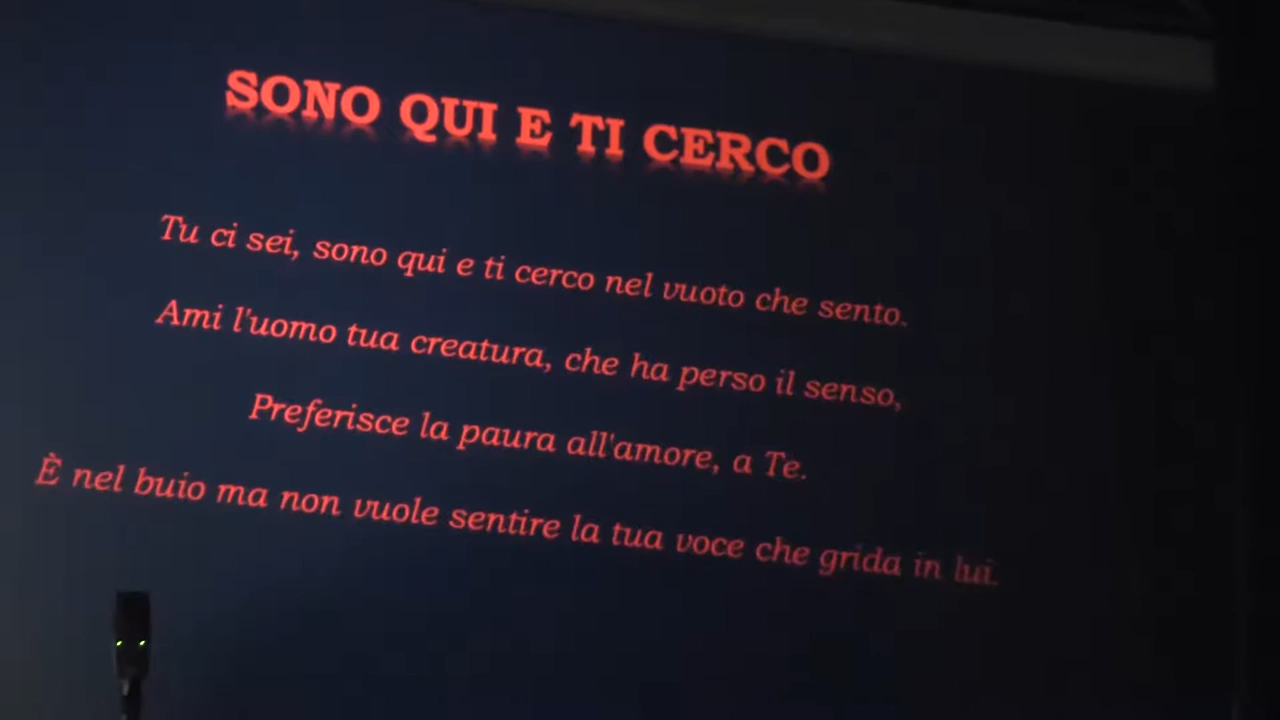 SONO QUI E TI CERCO
Tu ci sei, sono qui e ti cerco nel vuoto che sento.
Ami l'uomo tua creatura, che ha perso il senso,
Preferisce la paura all'amore, a Te.
È nel buio ma non vuole sentire la tua voce che grida in lui.